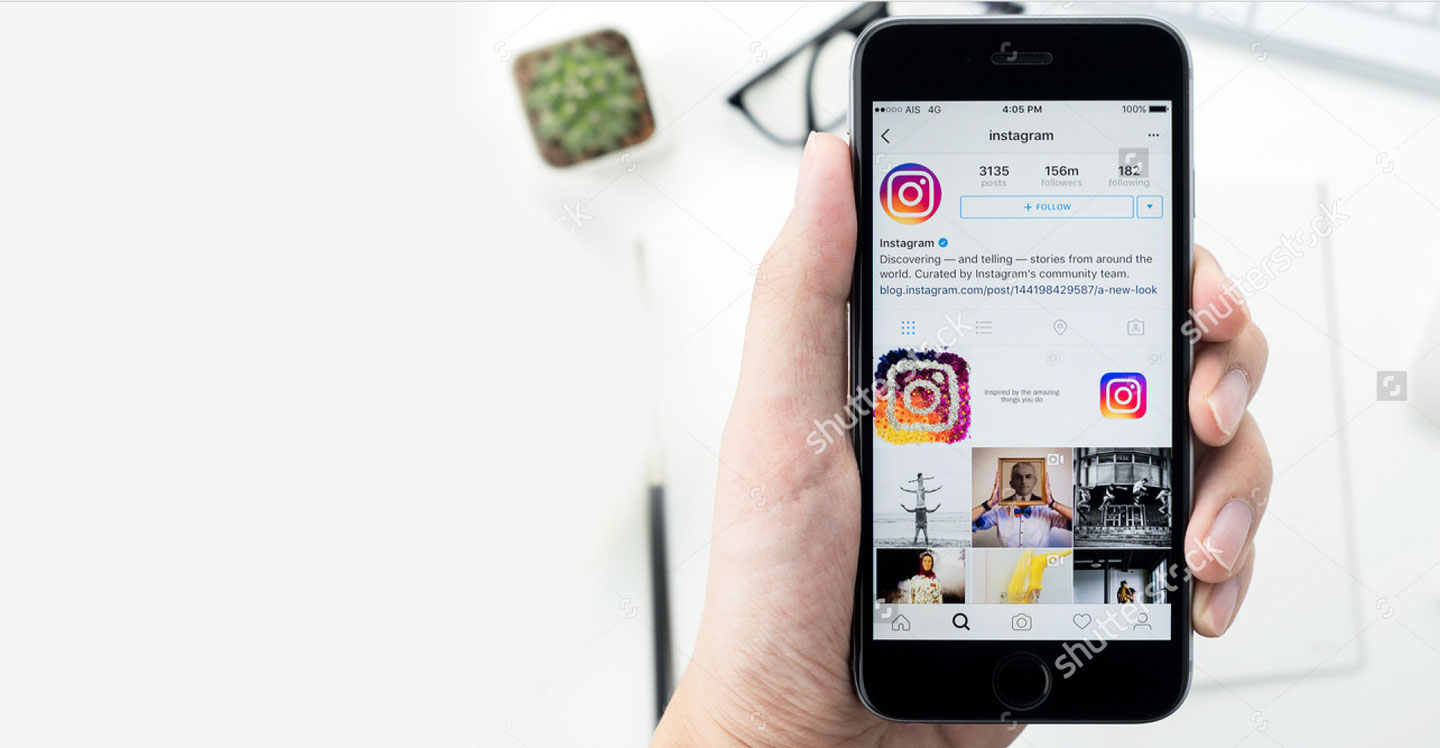 ●●○○○ AIS 4G 4:05 PM 100%
instagram
3135 156m 182
posts followers following
+ FOLLOW
Instagram
Discovering — and telling — stories from around the
world. Curated by Instagram's community team.
blog.instagram.com/post/144198429587/a-new-look
Inspired by the amazing
things you do
shutterstock
shutterstock
shutterstock
ck